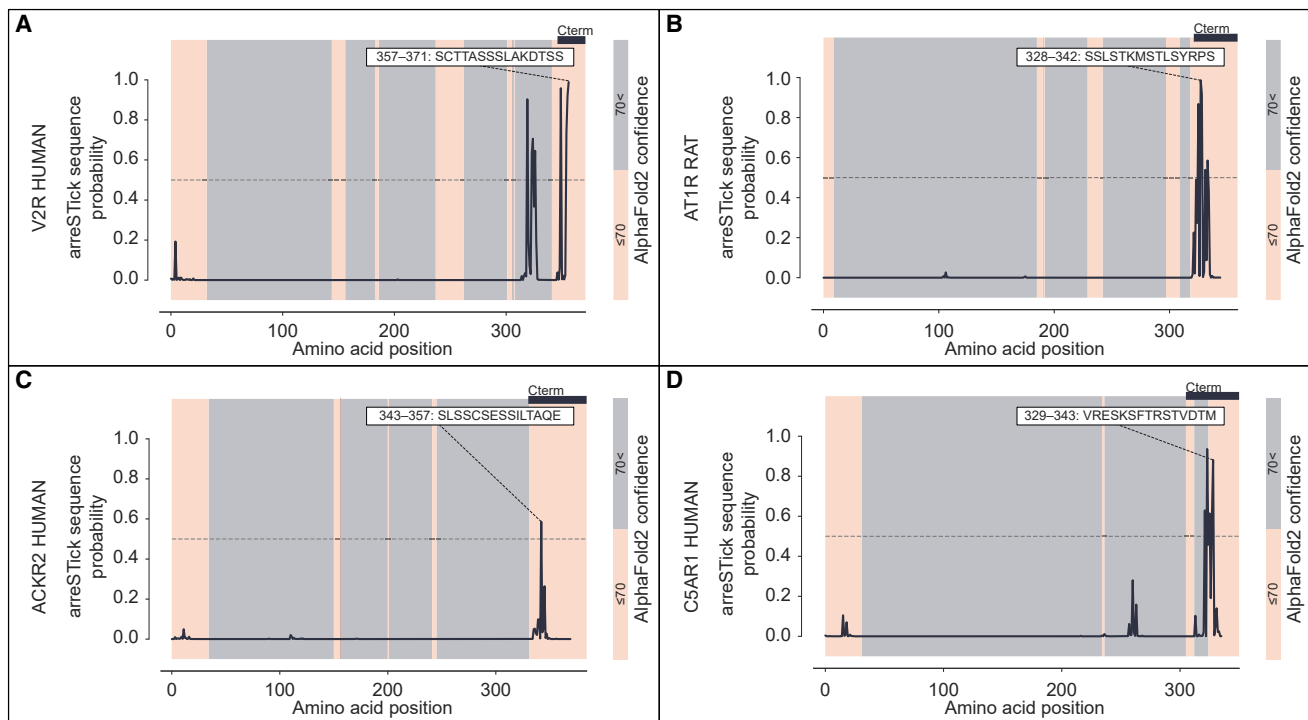 A
Cterm
357–371: SCTTASSSLAKDTSS
1.0
0.8
0.6
0.4
0.2
0.0
V2R HUMAN
arreSTick sequence
probability
70<
≤70
AlphaFold2 confidence
0
100
200
300
Amino acid position
B
Cterm
328–342: SSLSTKMSTLSYRPS
1.0
0.8
0.6
0.4
0.2
0.0
AT1R RAT
arreSTick sequence
probability
70<
≤70
AlphaFold2 confidence
0
100
200
300
Amino acid position
C
Cterm
343–357: SLSSCSESSILTAQE
1.0
0.8
0.6
0.4
0.2
0.0
ACKR2 HUMAN
arreSTick sequence
probability
70<
≤70
AlphaFold2 confidence
0
100
200
300
Amino acid position
D
Cterm
329–343: VRESKSFTRSTVDTM
1.0
0.8
0.6
0.4
0.2
0.0
C5AR1 HUMAN
arreSTick sequence
probability
70<
≤70
AlphaFold2 confidence
0
100
200
300
Amino acid position